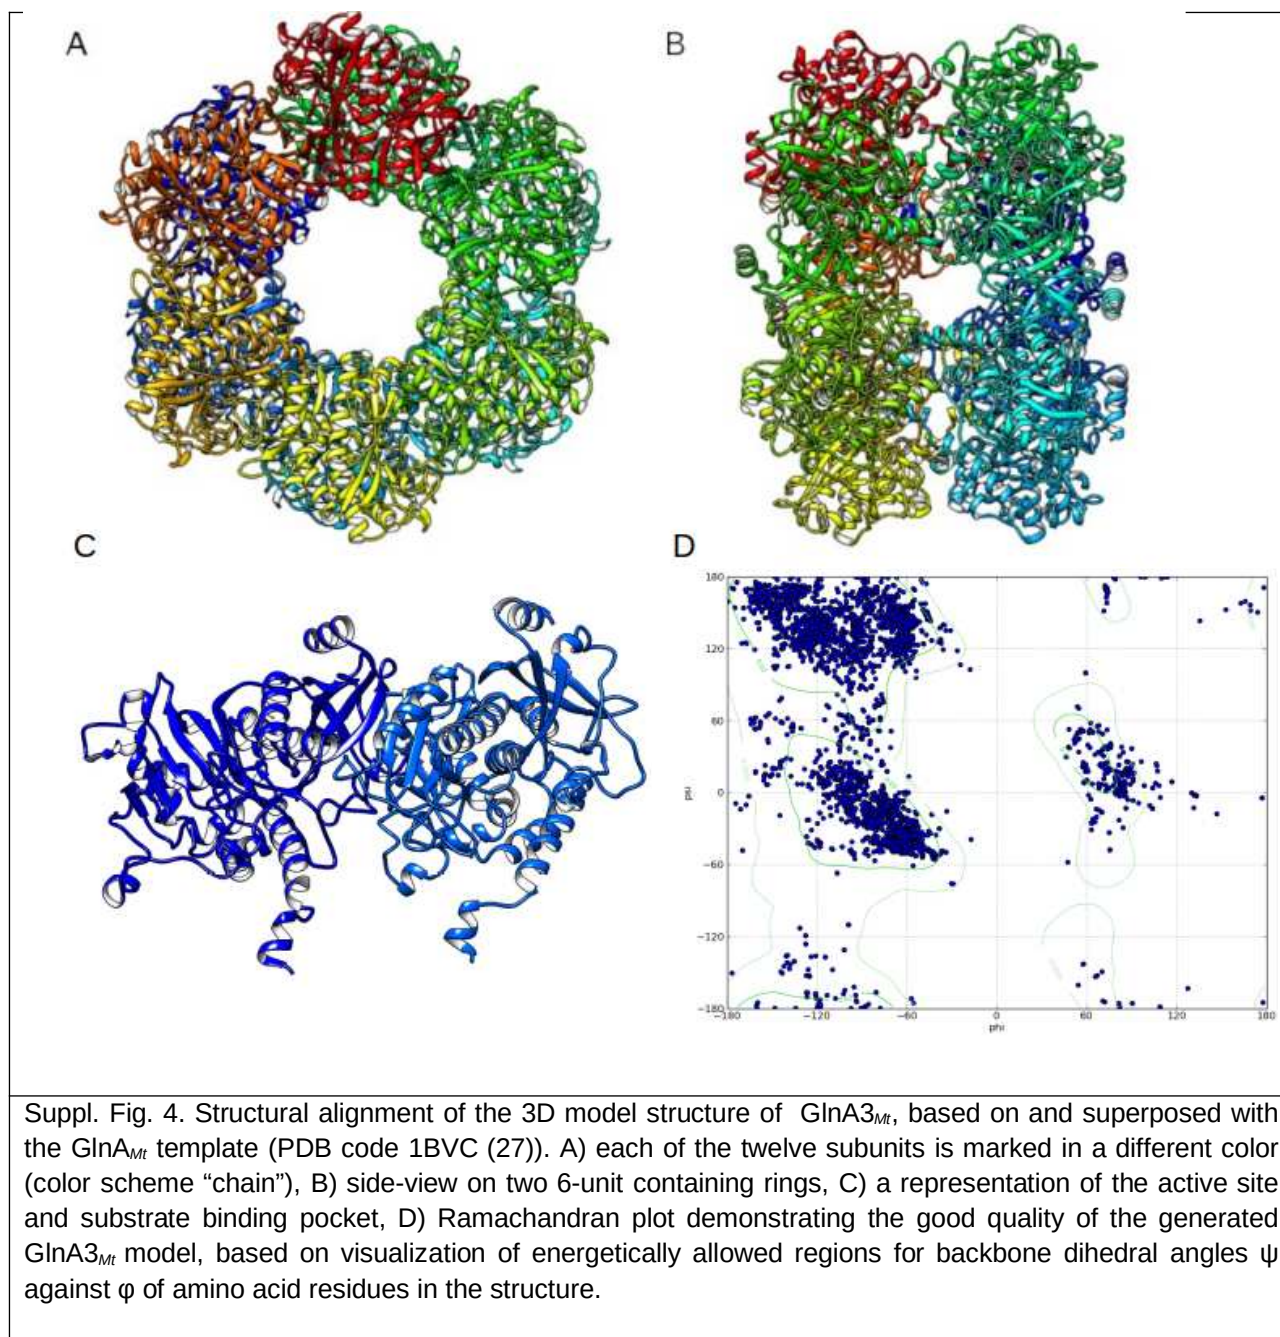 A
B
C
D
180
120
60
0
−60
−120
−180
psi
−180
−120
−60
0
60
120
180
phi
Suppl. Fig. 4. Structural alignment of the 3D model structure of GlnA3Mt, based on and superposed with
the GlnAMt template (PDB code 1BVC (27)). A) each of the twelve subunits is marked in a different color
(color scheme “chain”), B) side-view on two 6-unit containing rings, C) a representation of the active site
and substrate binding pocket, D) Ramachandran plot demonstrating the good quality of the generated
GlnA3Mt model, based on visualization of energetically allowed regions for backbone dihedral angles ψ
against φ of amino acid residues in the structure.